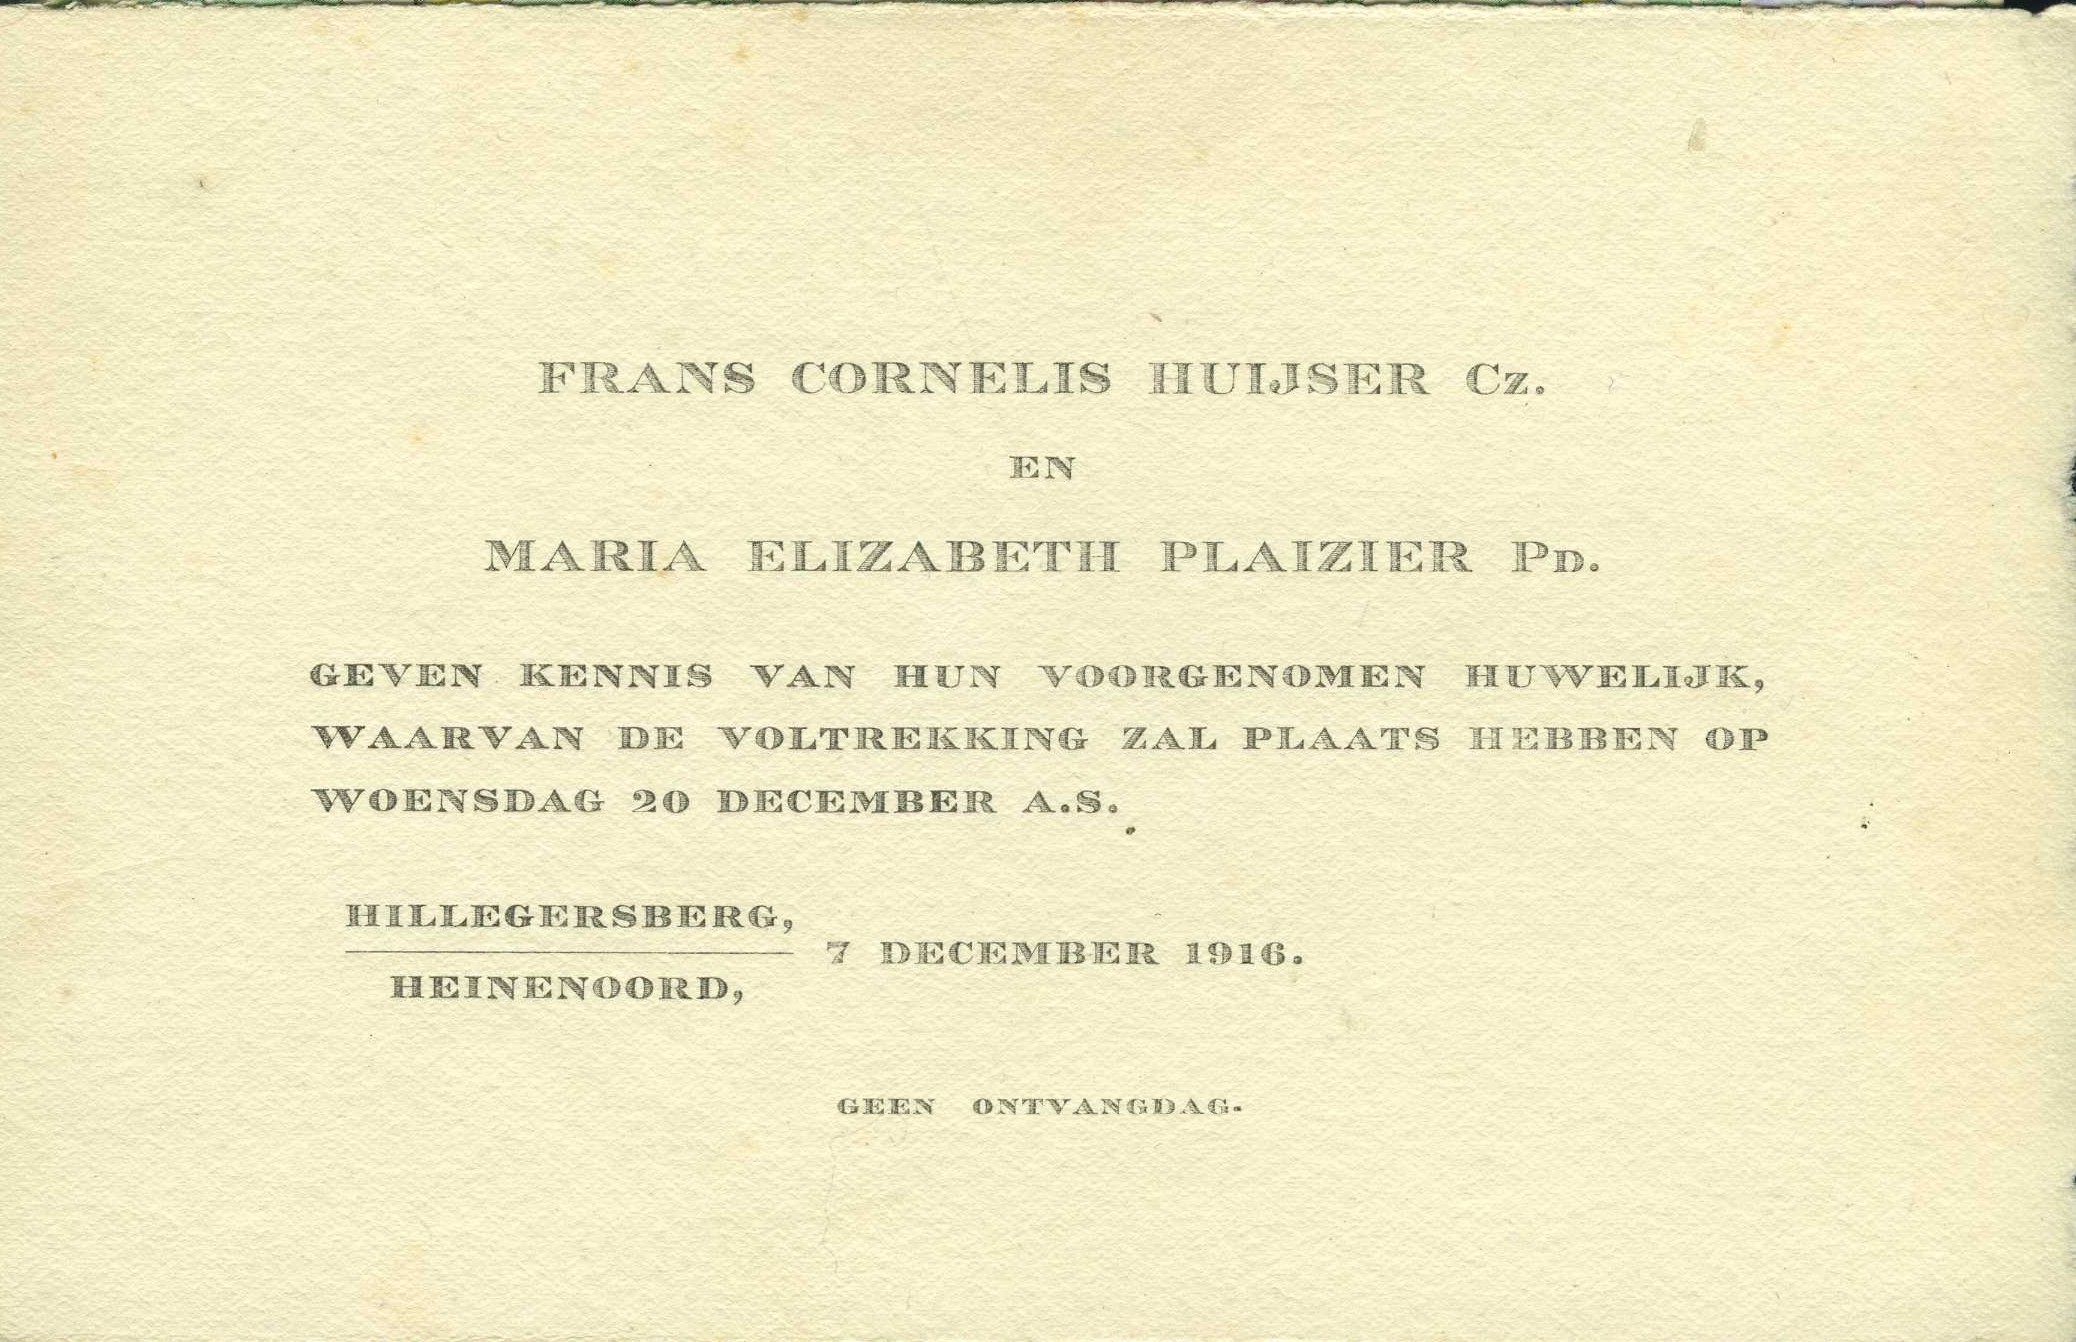 FRANS CORNELIS HUIJSER Cz.
EN
MARIA ELIZABETH PLAIZIER PD.
GEVEN KENNIS VAN HUN VOORGENOMEN HUWELIJK,
WAARVAN DE VOLTREKKING ZAL PLAATS HEBBEN OP
WOENSDAG 20 DECEMBER A.S.
HILLEGERSBERG,
HEINENOORD,
7 DECEMBER 1916.
GEEN ONTVANGDAG.